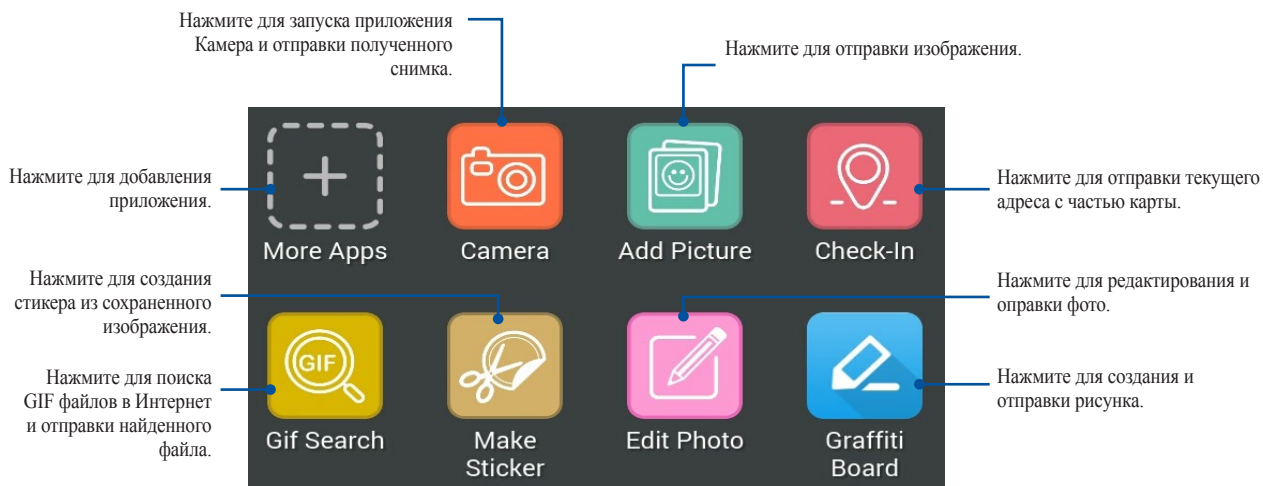 Нажмите для запуска приложения
Камера и отправки полученного
снимка.
Нажмите для отправки изображения.
Нажмите для добавления
приложения.
Нажмите для отправки текущего
адреса с частью карты.
More Apps
Camera
Add Picture
Check-In
Нажмите для создания
стикера из сохраненного
изображения.
Нажмите для редактирования и
оправки фото.
GIF
Нажмите для поиска
GIF файлов в Интернет
и отправки найденного
файла.
Нажмите для создания и
отправки рисунка.
Gif Search
Make
Sticker
Edit Photo
Graffiti
Board